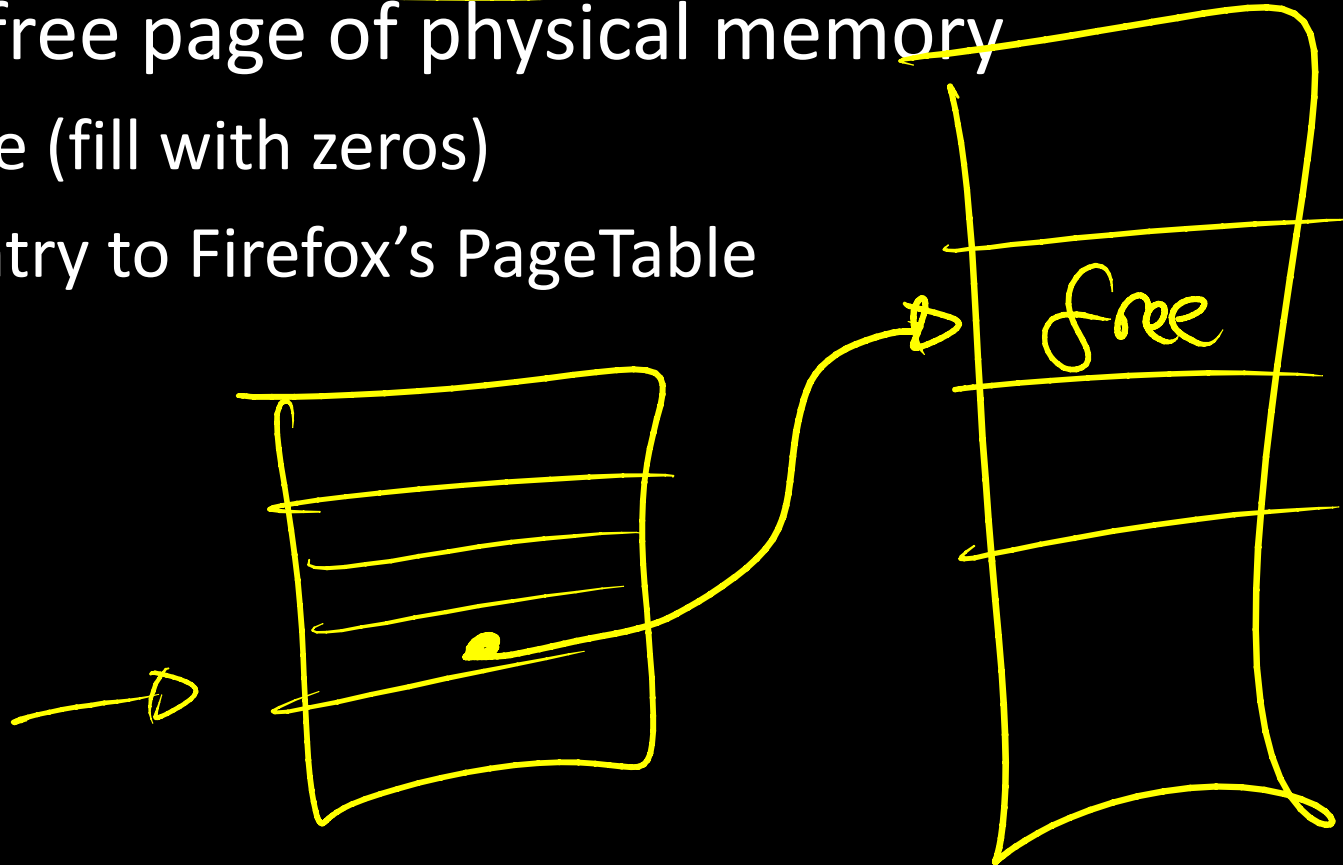 free page of physical memory
e (fill with zeros)
try to Firefox's PageTable
free